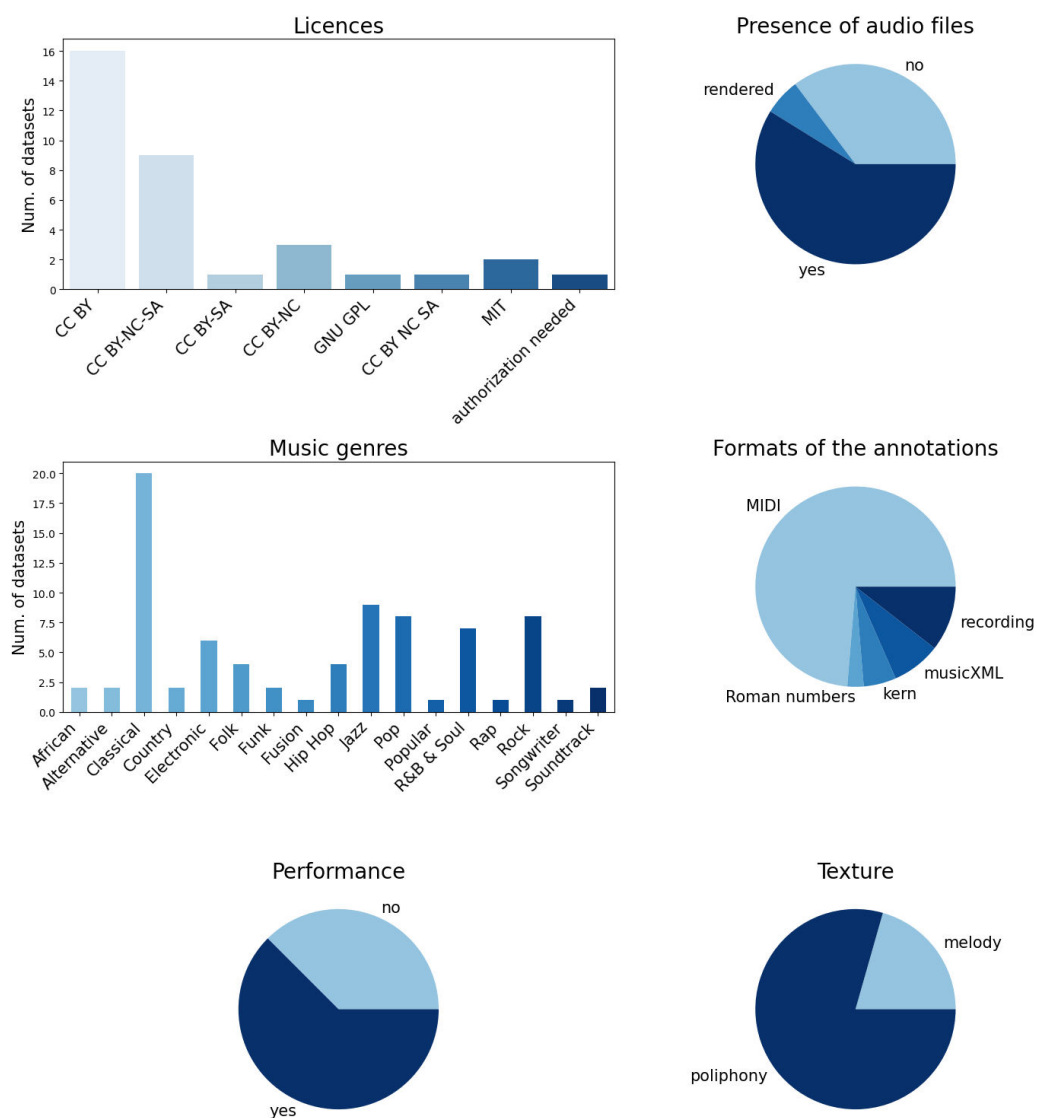 Licences
Num. of datasets
16
14
12
10
8
6
4
2
0
CC BY
CC BY-NC-SA
CC BY-SA
CC BY-NC
GNU GPL
CC BY NC SA
MIT
authorization needed
Presence of audio files
no
rendered
yes
Music genres
Num. of datasets
20.0
17.5
15.0
12.5
10.0
7.5
5.0
2.5
0.0
African
Alternative
Classical
Country
Electronic
Folk
Funk
Fusion
Hip Hop
Jazz
Pop
Popular
R&B & Soul
Rap
Rock
Songwriter
Soundtrack
Formats of the annotations
MIDI
recording
musicXML
kern
Roman numbers
Performance
no
yes
Texture
melody
poliphony